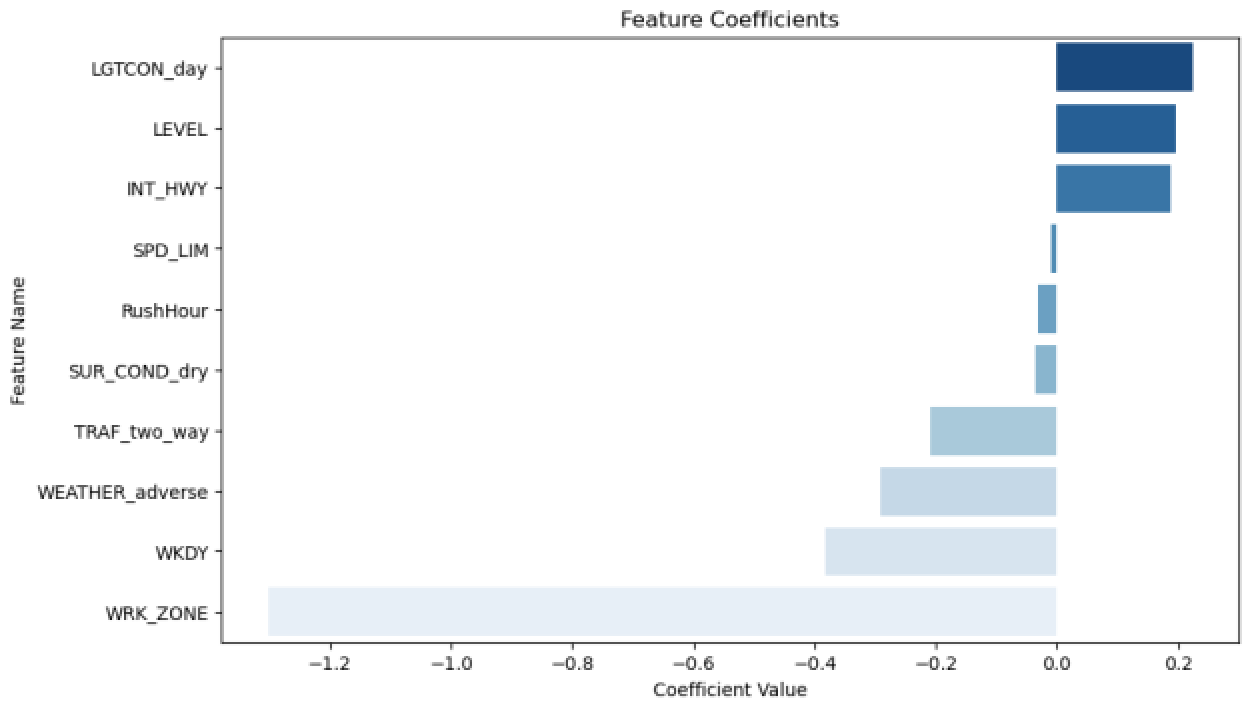 Feature Coefficients
LGTCON_day
LEVEL
INT_HWY
SPD_LIM
RushHour
SUR_COND_dry
TRAF_two_way
WEATHER_adverse
WKDY
WRK_ZONE
Feature Name
−1.2 −1.0 −0.8 −0.6 −0.4 −0.2 0.0 0.2
Coefficient Value